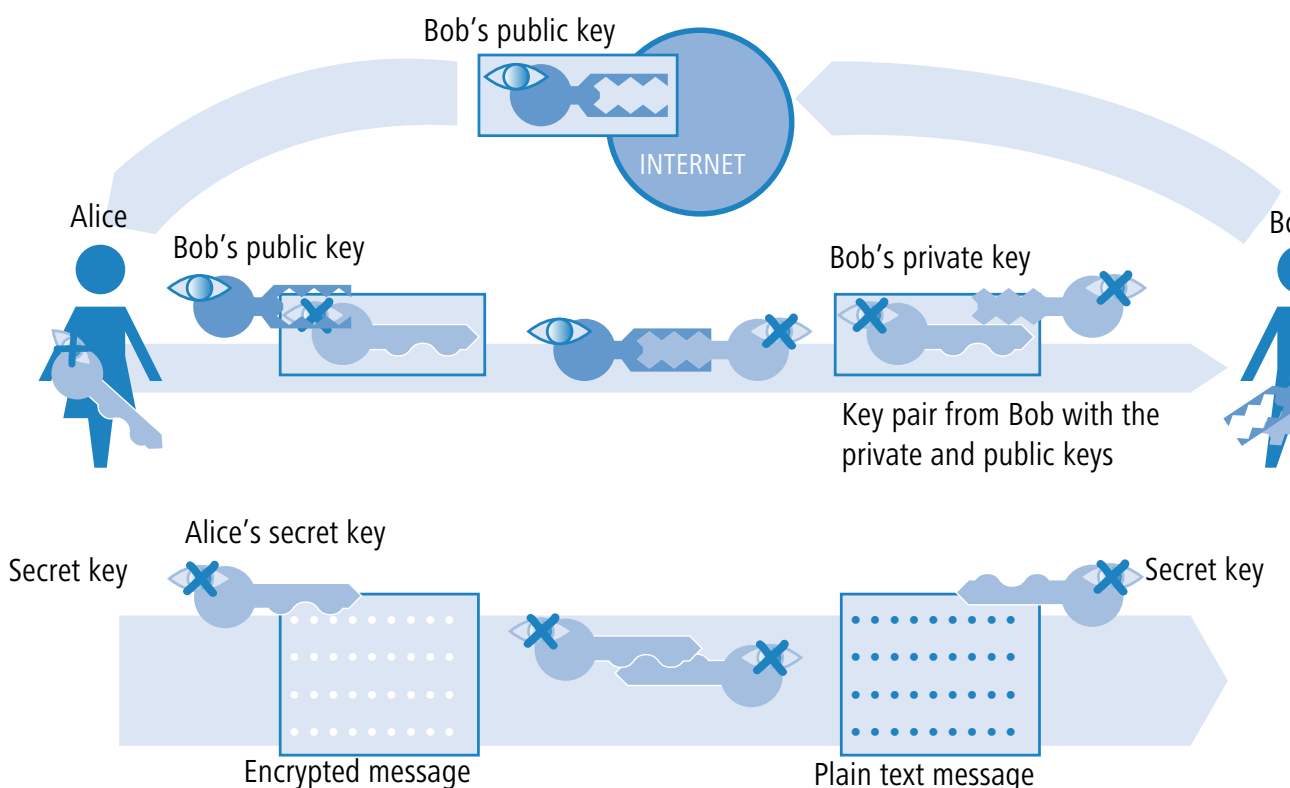 Bob's public key
INTERNET
Alice
Bob's public key
Bob's private key
Key pair from Bob with the
private and public keys
Alice's secret key
Secret key
Secret key
Encrypted message
Plain text message